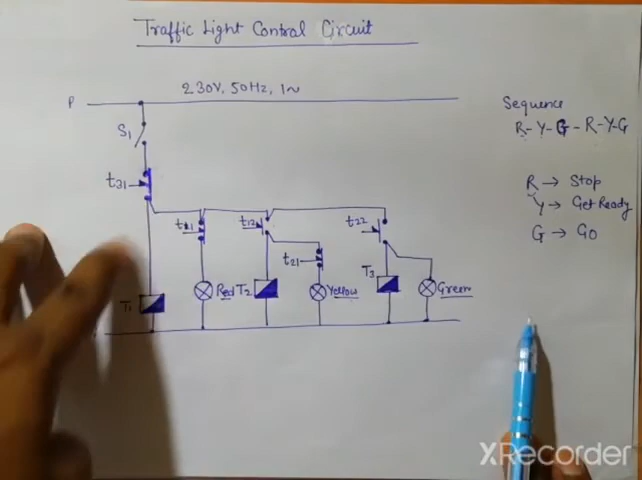 Traffic Light Control Circuit
230V, 50Hz, 1~
P
S1
t31
t11 t12 t22
t21
T1 Red T2 Yellow T3 Green
Sequence
R-Y-G-R-Y-G
R → Stop
Y → Get Ready
G → Go
XRecorder